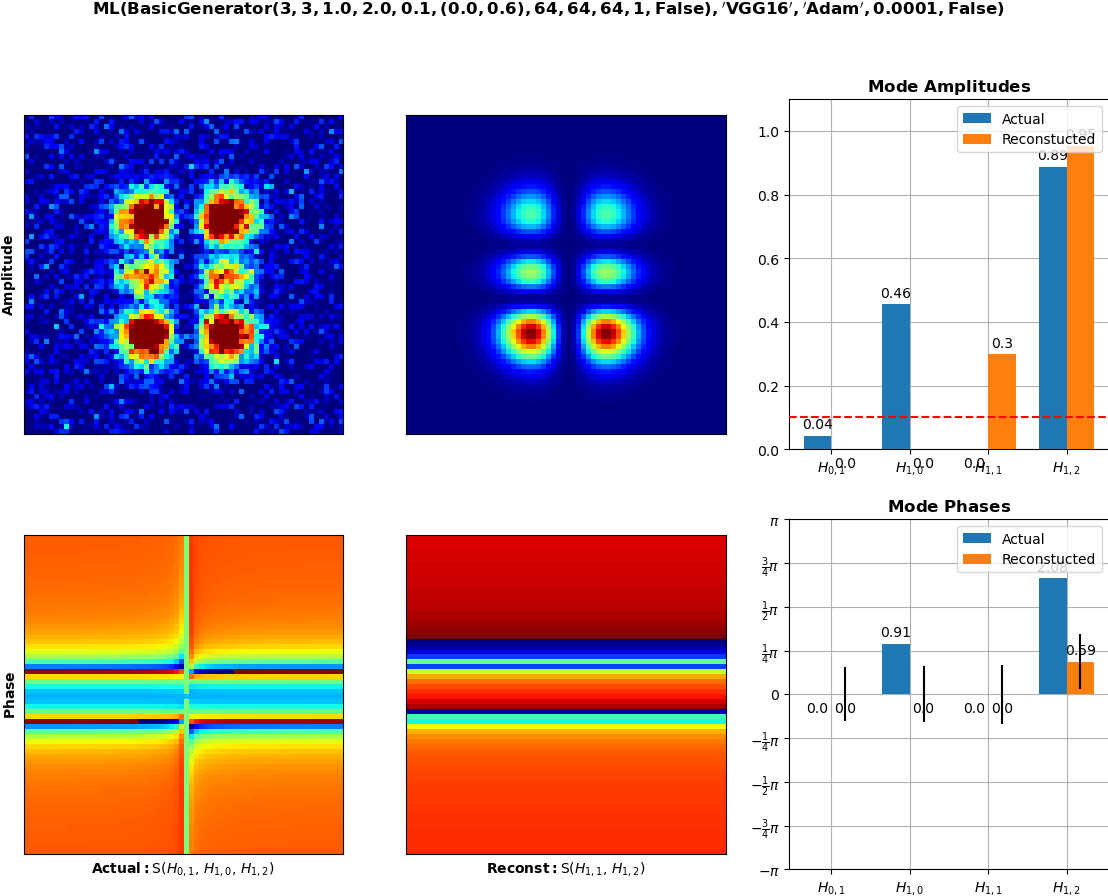 ML(BasicGenerator(3, 3, 1.0, 2.0, 0.1, (0.0, 0.6), 64, 64, 64, 1, False), ′VGG16′, ′Adam′, 0.0001, False)
Mode Amplitudes
Actual
Reconstucted
1.0
0.8
0.6
0.4
0.2
0.0
0.04
0.46
0.0
0.89
0.0
0.0
0.3
0.95
H0,1
H1,0
H1,1
H1,2
Amplitude
Mode Phases
Actual
Reconstucted
π
3/4π
1/2π
1/4π
0
−1/4π
−1/2π
−3/4π
−π
0.0
0.91
0.0
2.08
0.0
0.0
0.0
0.59
H0,1
H1,0
H1,1
H1,2
Phase
Actual: S(H0,1, H1,0, H1,2)
Reconst: S(H1,1, H1,2)